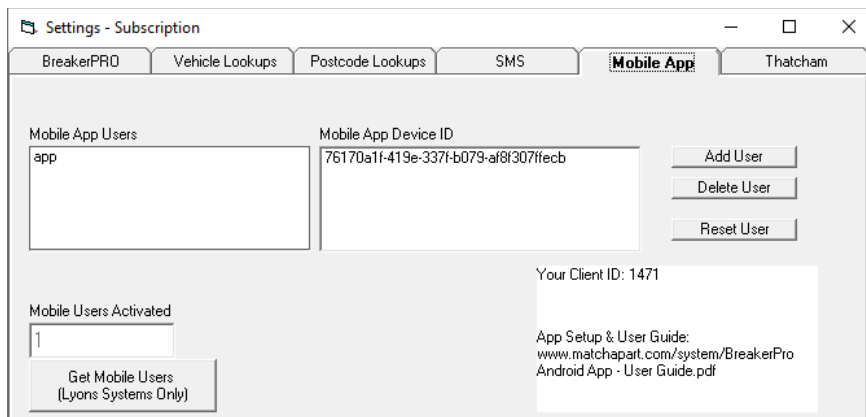 Settings - Subscription
BreakerPRO
Vehicle Lookups
Postcode Lookups
SMS
Mobile App
Thatcham
Mobile App Users
Mobile App Device ID
app
76170a1f-419e-337f-b079-af8f307ffecb
Add User
Delete User
Reset User
Your Client ID: 1471
Mobile Users Activated
1
App Setup & User Guide:
www.matchapart.com/system/BreakerPro
Android App - User Guide.pdf
Get Mobile Users
(Lyons Systems Only)